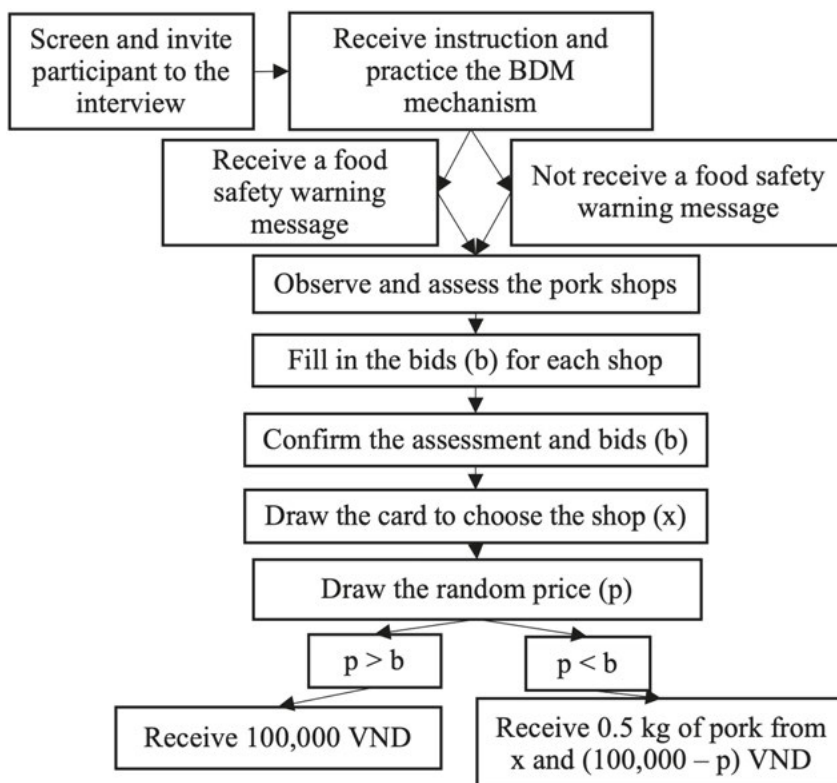 Screen and invite
participant to the
interview
Receive instruction and
practice the BDM
mechanism
Receive a food
safety warning
message
Not receive a food safety
warning message
Observe and assess the pork shops
Fill in the bids (b) for each shop
Confirm the assessment and bids (b)
Draw the card to choose the shop (x)
Draw the random price (p)
p > b
p < b
Receive 100,000 VND
Receive 0.5 kg of pork from
x and (100,000 – p) VND